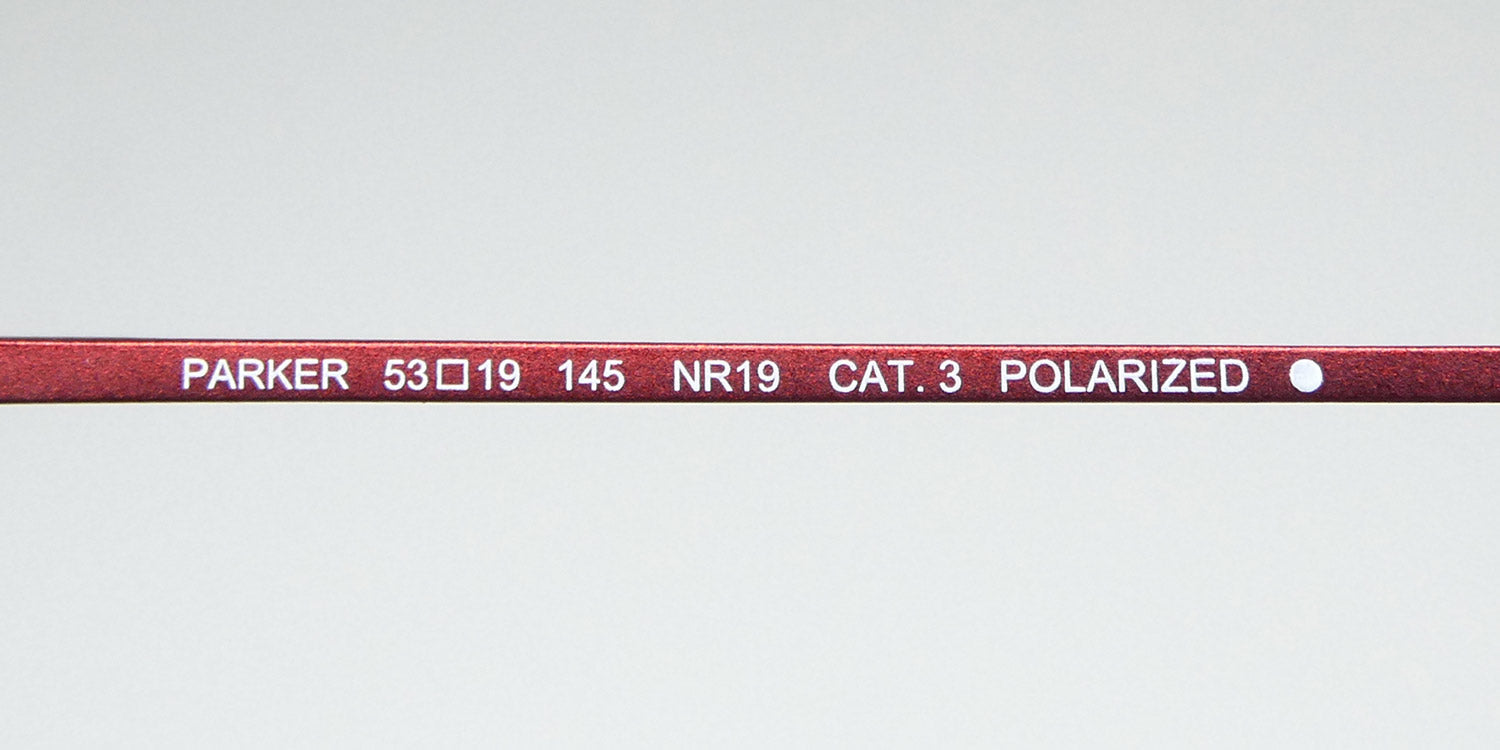 PARKER 53□19 145 NR19 CAT. 3 POLARIZED